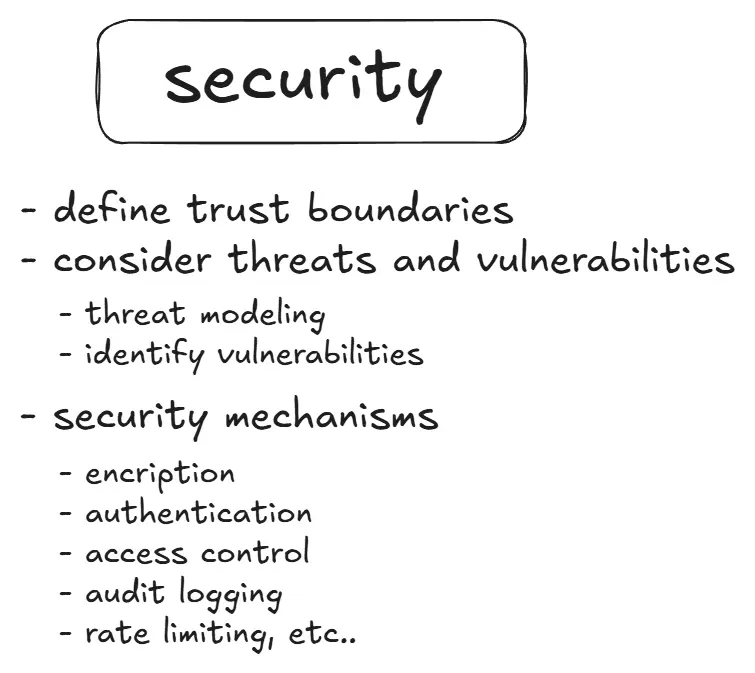 security
- define trust boundaries
- consider threats and vulnerabilities
- threat modeling
- identify vulnerabilities
- security mechanisms
- encription
- authentication
- access control
- audit logging
- rate limiting, etc..